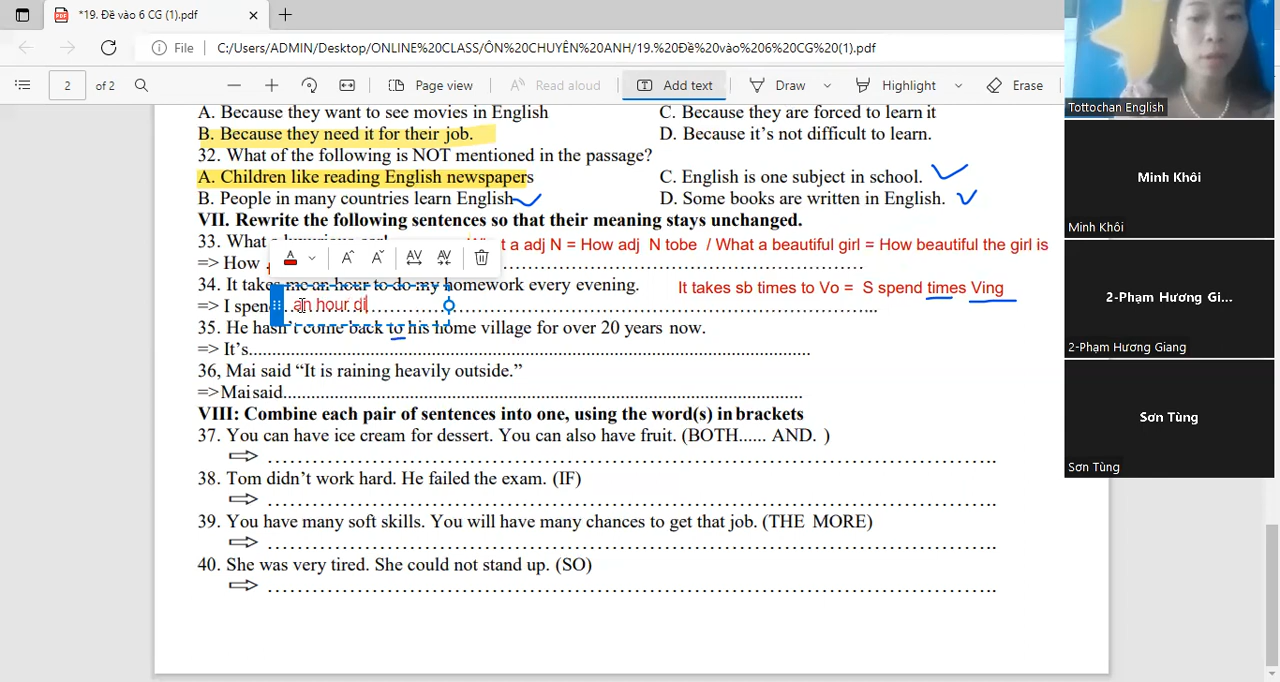 *19. Đề vào 6 CG (1).pdf
File C:/Users/ADMIN/Desktop/ONLINE%20CLASS/ÔN%20CHUYÊN%20ANH/19.%20Đề%20vào%206%20CG%20(1).pdf
2 of 2 Page view Read aloud Add text Draw Highlight Erase
A. Because they want to see movies in English C. Because they are forced to learn it
B. Because they need it for their job. D. Because it's not difficult to learn.
32. What of the following is NOT mentioned in the passage?
A. Children like reading English newspapers C. English is one subject in school.
B. People in many countries learn English D. Some books are written in English.
VII. Rewrite the following sentences so that their meaning stays unchanged.
33. What a adj N = How adj N tobe / What a beautiful girl = How beautiful the girl is
=> How ……………………………………………
34. It takes me an hour to do my homework every evening. It takes sb times to Vo = S spend times Ving
=> I spend an hour di……………………………………………...
35. He hasn't come back to his home village for over 20 years now.
=> It's.....................................................................................................
36, Mai said “It is raining heavily outside.”
=> Mai said...............................................................................................
VIII: Combine each pair of sentences into one, using the word(s) in brackets
37. You can have ice cream for dessert. You can also have fruit. (BOTH...... AND. )
⇨ …………………………………………………………………………..
38. Tom didn't work hard. He failed the exam. (IF)
⇨ …………………………………………………………………………..
39. You have many soft skills. You will have many chances to get that job. (THE MORE)
⇨ …………………………………………………………………………..
40. She was very tired. She could not stand up. (SO)
⇨ …………………………………………………………………………..
Tottochan English
Minh Khôi
Minh Khôi
2-Phạm Hương Gi...
2-Phạm Hương Giang
Sơn Tùng
Sơn Tùng